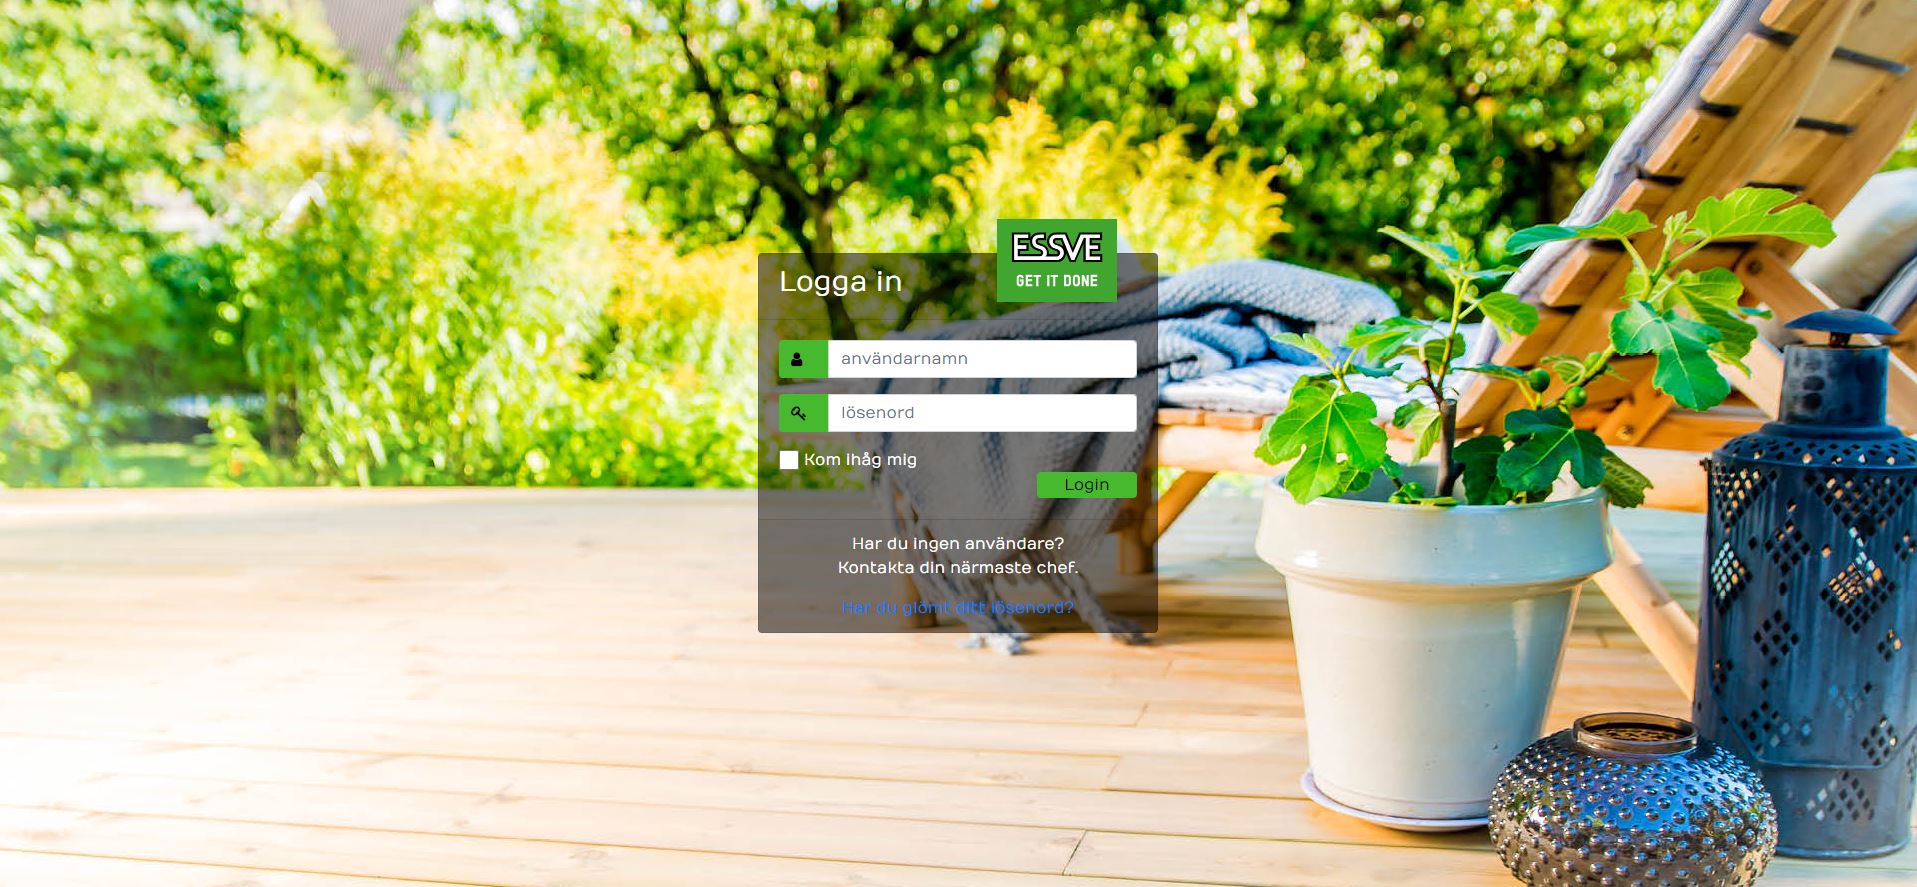 ESSVE
GET IT DONE
Logga in
användarnamn
lösenord
Kom ihåg mig
Login
Har du ingen användare?
Kontakta din närmaste chef.
Har du glömt ditt lösenord?